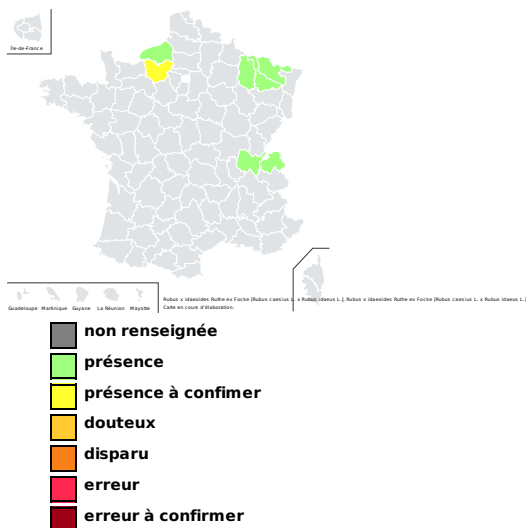 Île-de-France
Guadeloupe Martinique Guyane La Réunion Mayotte
Rubus x idaeoides Ruthe ex Focke [Rubus caesius L. x Rubus idaeus L.], Rubus x idaeoides Ruthe ex Focke [Rubus caesius L. x Rubus idaeus L.]
Carte en cours d'élaboration.
non renseignée
présence
présence à confimer
douteux
disparu
erreur
erreur à confirmer